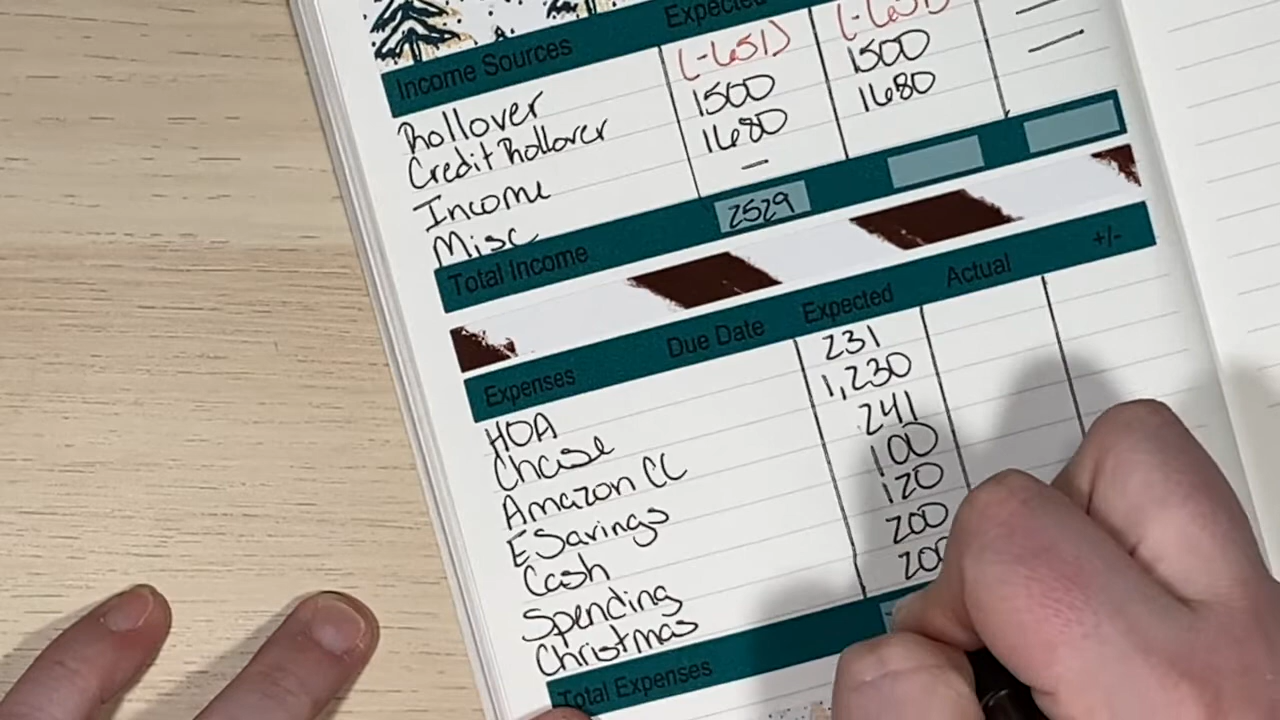 Expected
Income Sources
Rollover (-651) (-651)
Credit Rollover 1500 1500 —
Income 1680 1680 —
Misc —
Total Income 2529
Expenses Due Date Expected Actual +/-
HOA 231
Chase 1,230
Amazon CC 241
ESavings 100
Cash 120
Spending 200
Christmas 200
Total Expenses